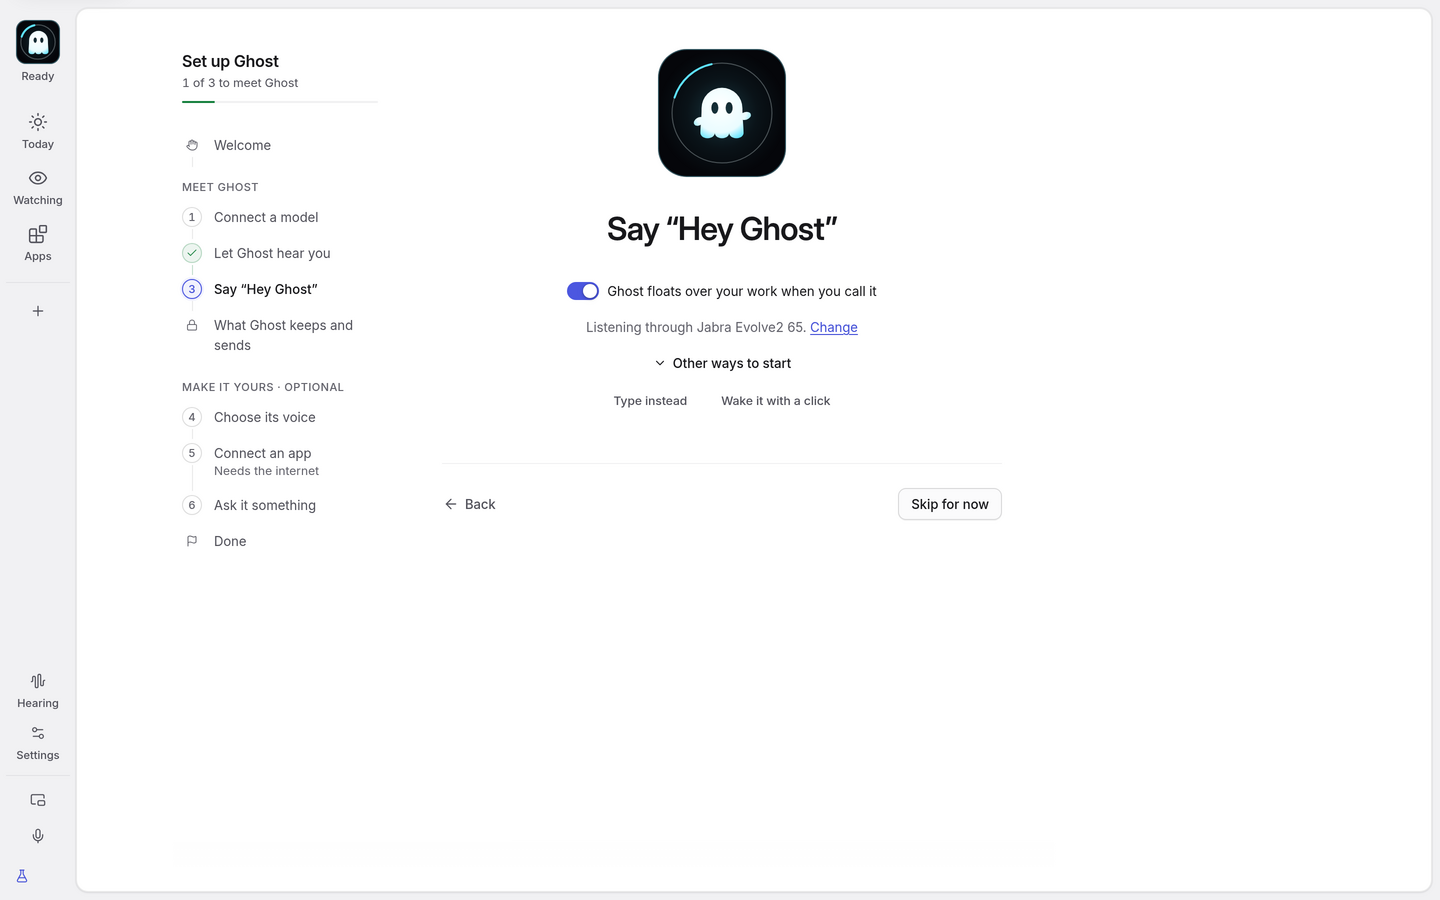 Ready
Today
Watching
Apps
Hearing
Settings
Set up Ghost
1 of 3 to meet Ghost
Welcome
MEET GHOST
1 Connect a model
Let Ghost hear you
3 Say “Hey Ghost”
What Ghost keeps and
sends
MAKE IT YOURS · OPTIONAL
4 Choose its voice
5 Connect an app
Needs the internet
6 Ask it something
Done
Say “Hey Ghost”
Ghost floats over your work when you call it
Listening through Jabra Evolve2 65. Change
Other ways to start
Type instead Wake it with a click
Back
Skip for now